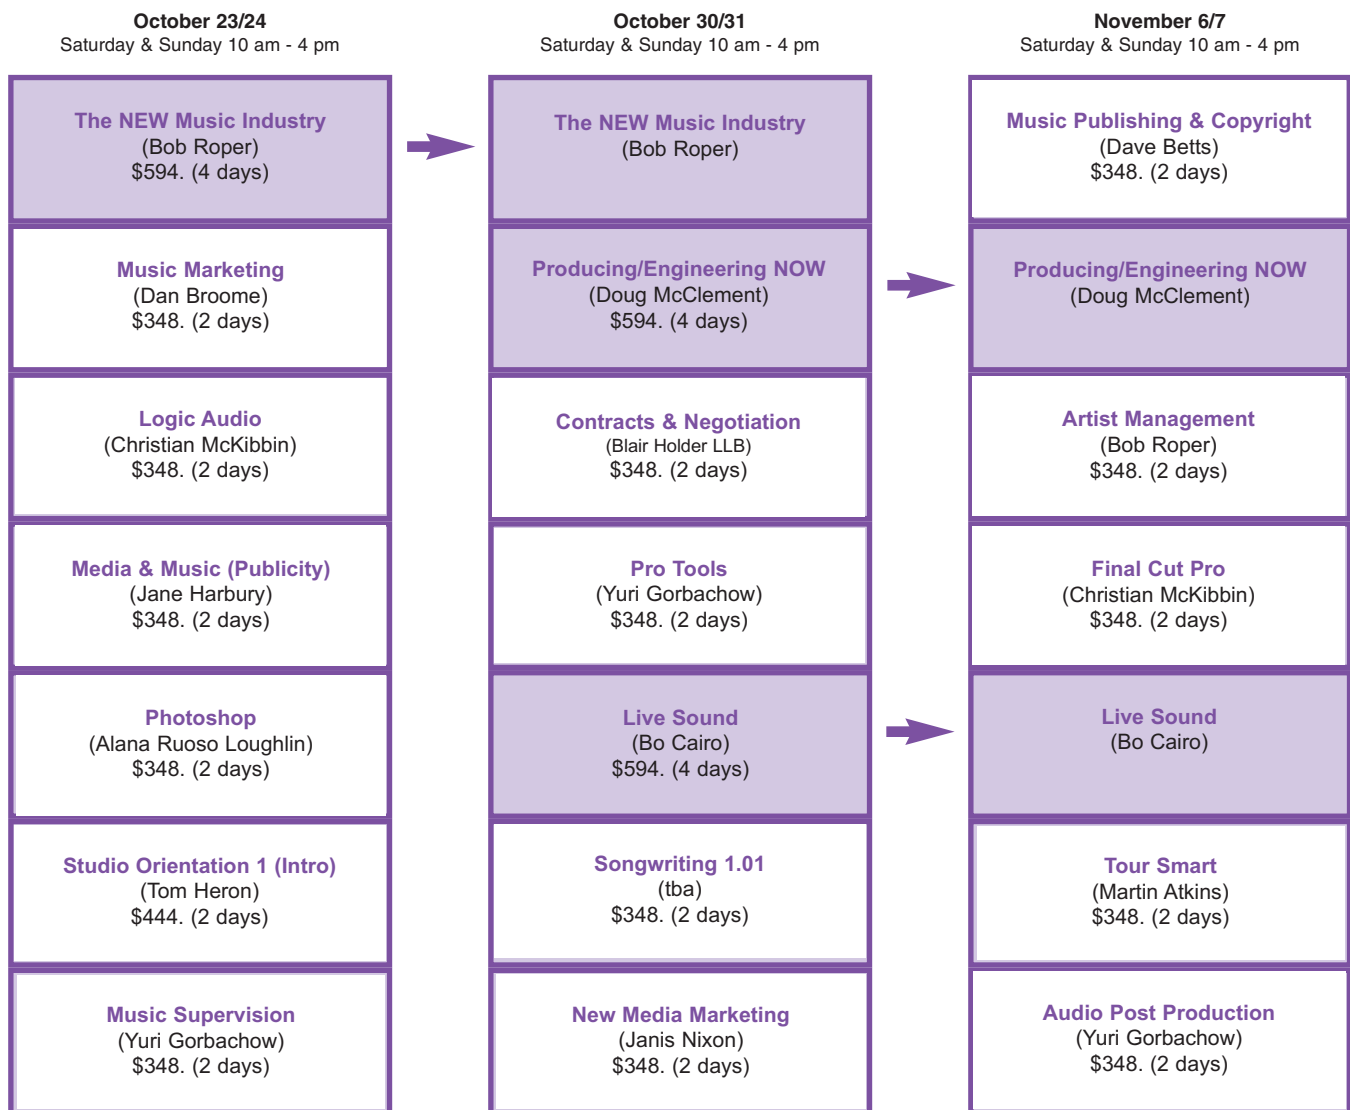 October 23/24
Saturday & Sunday 10 am - 4 pm
The NEW Music Industry
(Bob Roper)
$594. (4 days)
Music Marketing
(Dan Broome)
$348. (2 days)
Logic Audio
(Christian McKibbin)
$348. (2 days)
Media & Music (Publicity)
(Jane Harbury)
$348. (2 days)
Photoshop
(Alana Ruoso Loughlin)
$348. (2 days)
Studio Orientation 1 (Intro)
(Tom Heron)
$444. (2 days)
Music Supervision
(Yuri Gorbachow)
$348. (2 days)
October 30/31
Saturday & Sunday 10 am - 4 pm
The NEW Music Industry
(Bob Roper)
Producing/Engineering NOW
(Doug McClement)
$594. (4 days)
Contracts & Negotiation
(Blair Holder LLB)
$348. (2 days)
Pro Tools
(Yuri Gorbachow)
$348. (2 days)
Live Sound
(Bo Cairo)
$594. (4 days)
Songwriting 1.01
(tba)
$348. (2 days)
New Media Marketing
(Janis Nixon)
$348. (2 days)
November 6/7
Saturday & Sunday 10 am - 4 pm
Music Publishing & Copyright
(Dave Betts)
$348. (2 days)
Producing/Engineering NOW
(Doug McClement)
Artist Management
(Bob Roper)
$348. (2 days)
Final Cut Pro
(Christian McKibbin)
$348. (2 days)
Live Sound
(Bo Cairo)
Tour Smart
(Martin Atkins)
$348. (2 days)
Audio Post Production
(Yuri Gorbachow)
$348. (2 days)